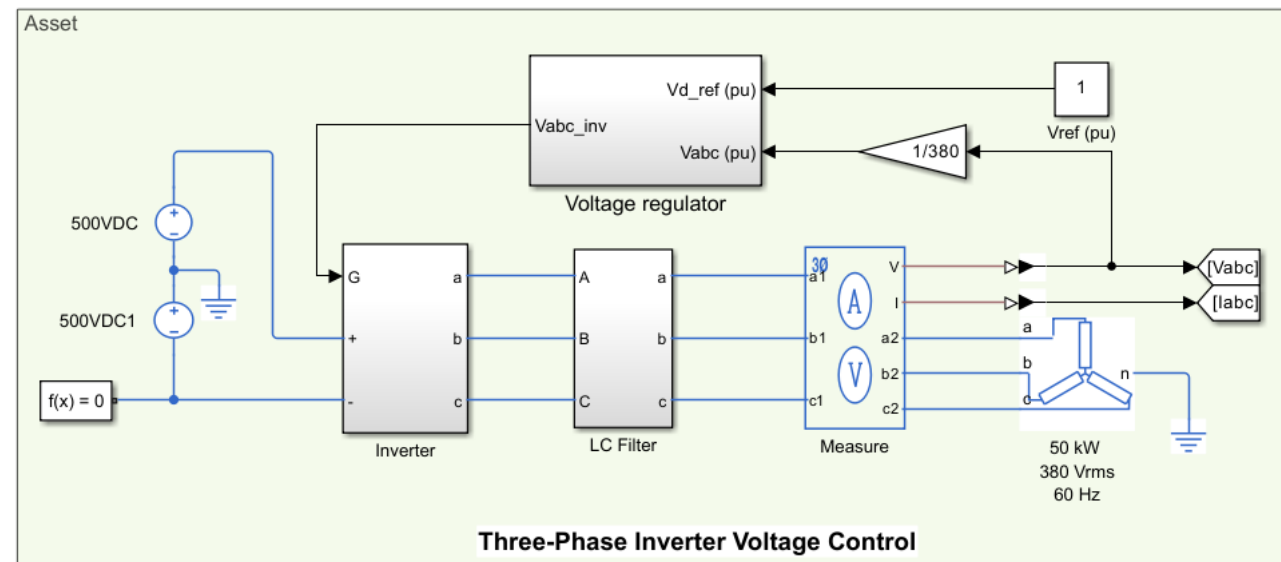 Asset
Vd_ref (pu)
1
Vabc_inv
Vref (pu)
Vabc (pu)
1/380
Voltage regulator
500VDC
+
−
30
G
a
A
a
a1
V
[Vabc]
A
I
[Iabc]
500VDC1
+
−
+
b
B
b
b1
a2
a
V
b2
b
n
f(x) = 0
-
c
C
c
c1
c2
c
Inverter
LC Filter
Measure
50 kW
380 Vrms
60 Hz
Three-Phase Inverter Voltage Control